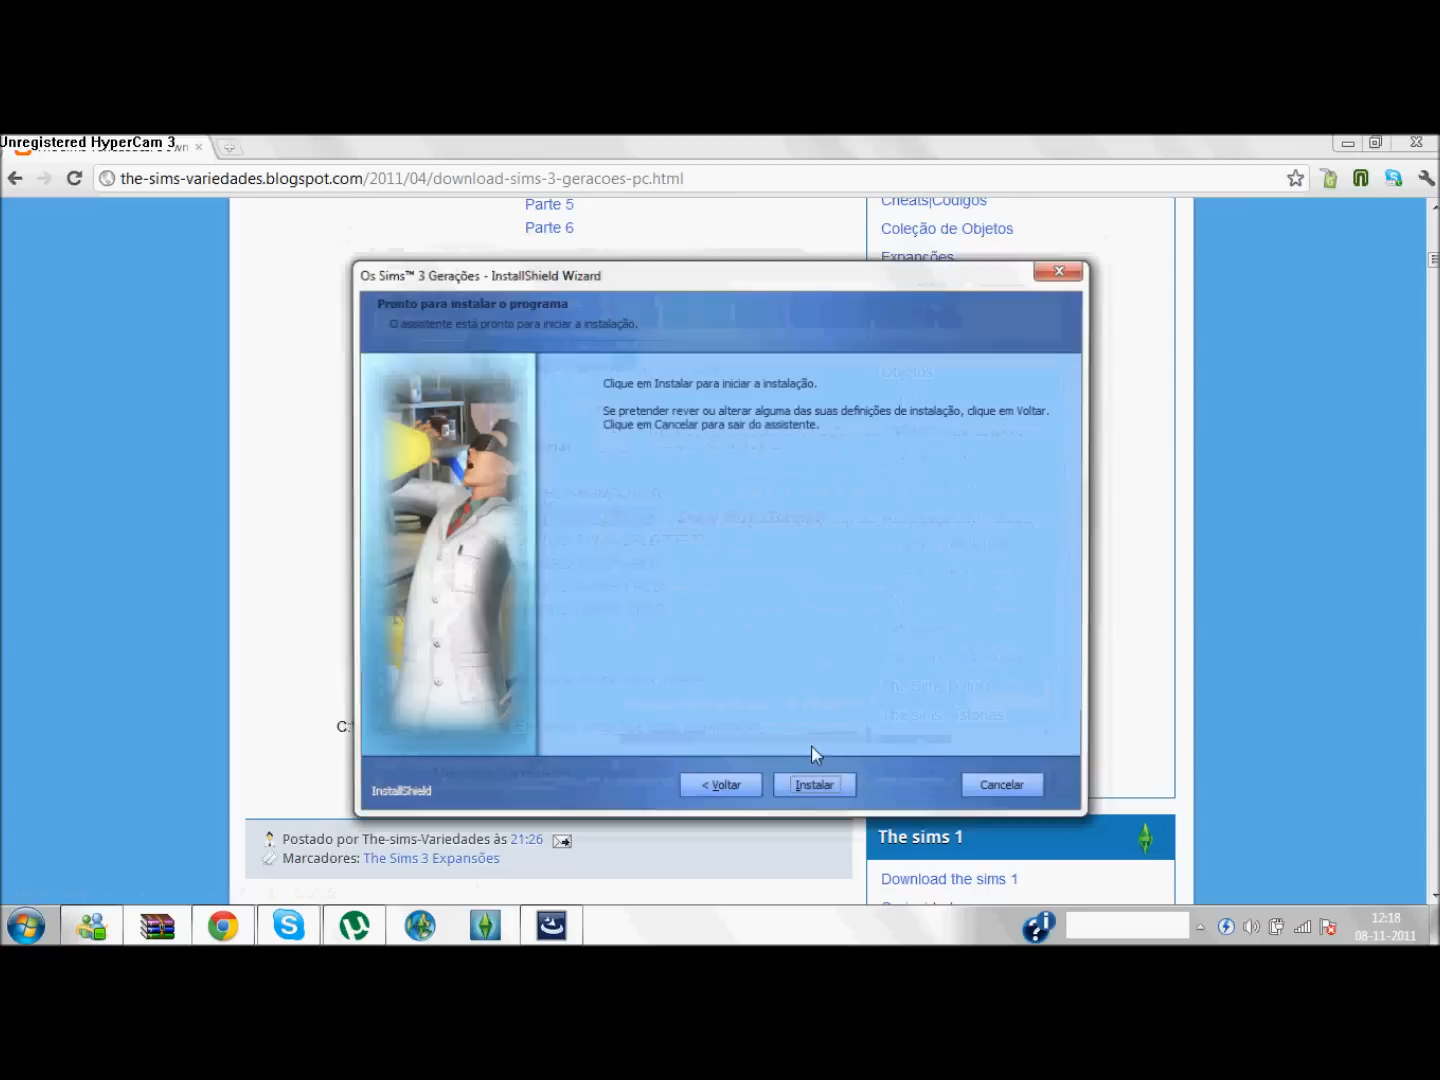 Unregistered HyperCam 3
the-sims-variedades.blogspot.com/2011/04/download-sims-3-geracoes-pc.html
Parte 5
Parte 6
Cheats|Códigos
Coleção de Objetos
Expanções
Os Sims™ 3 Gerações - InstallShield Wizard
Pronto para instalar o programa
O assistente está pronto para iniciar a instalação.
Clique em Instalar para iniciar a instalação.
Se pretender rever ou alterar alguma das suas definições de instalação, clique em Voltar.
Clique em Cancelar para sair do assistente.
Objetos
C:
InstallShield
< Voltar
Instalar
Cancelar
Postado por The-sims-Variedades às 21:26
Marcadores: The Sims 3 Expansões
The sims 1
Download the sims 1
12:18
08-11-2011